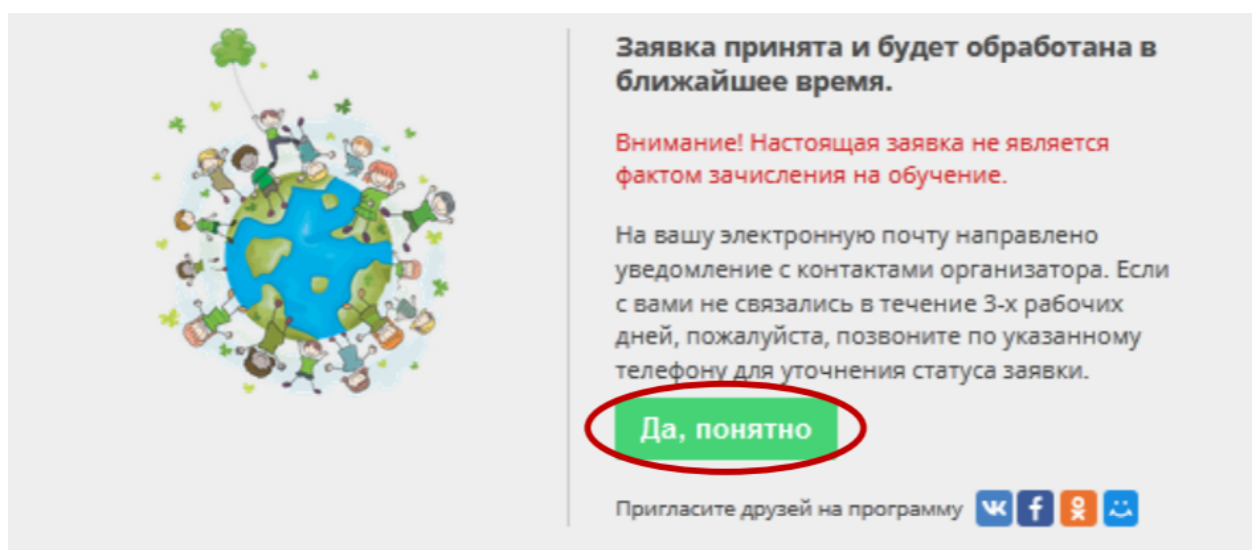 Заявка принята и будет обработана в
ближайшее время.
Внимание! Настоящая заявка не является
фактом зачисления на обучение.
На вашу электронную почту направлено
уведомление с контактами организатора. Если
с вами не связались в течение 3-х рабочих
дней, пожалуйста, позвоните по указанному
телефону для уточнения статуса заявки.
Да, понятно
Пригласите друзей на программу